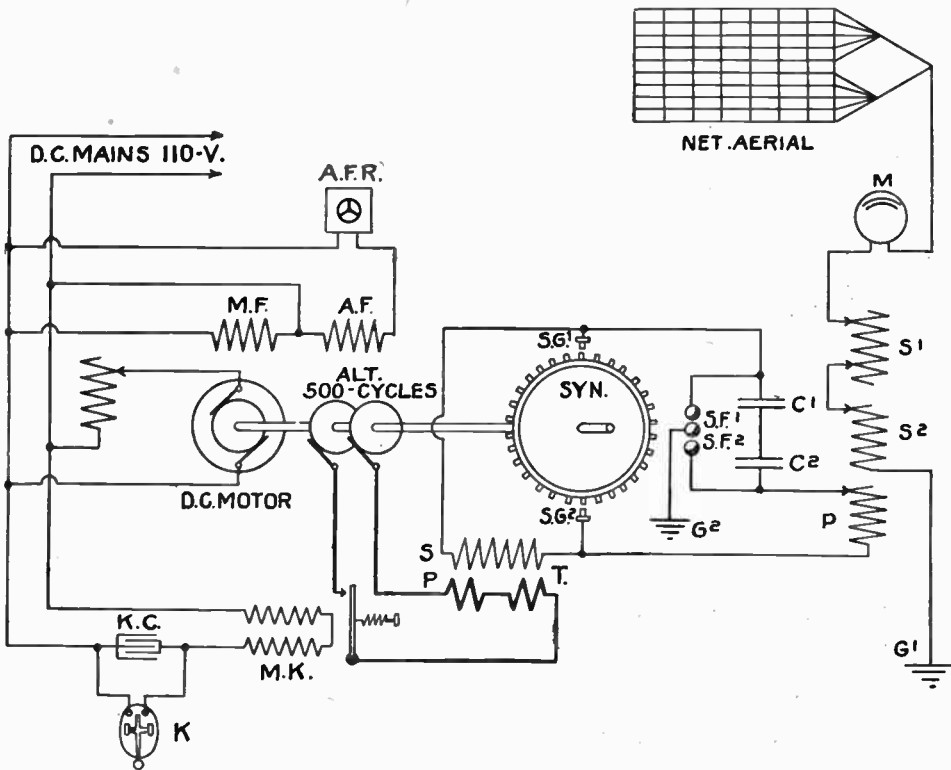 NET. AERIAL
D.C. MAINS 110-V.
A.F.R.
M
M.F.
A.F.
S1
S.G.1
ALT.
500-CYCLES
SYN.
S.F.1
S.F.2
C1
S2
C2
D.C. MOTOR
S.G.2
G2
P
S
P
T.
K.C.
M.K.
G1
K